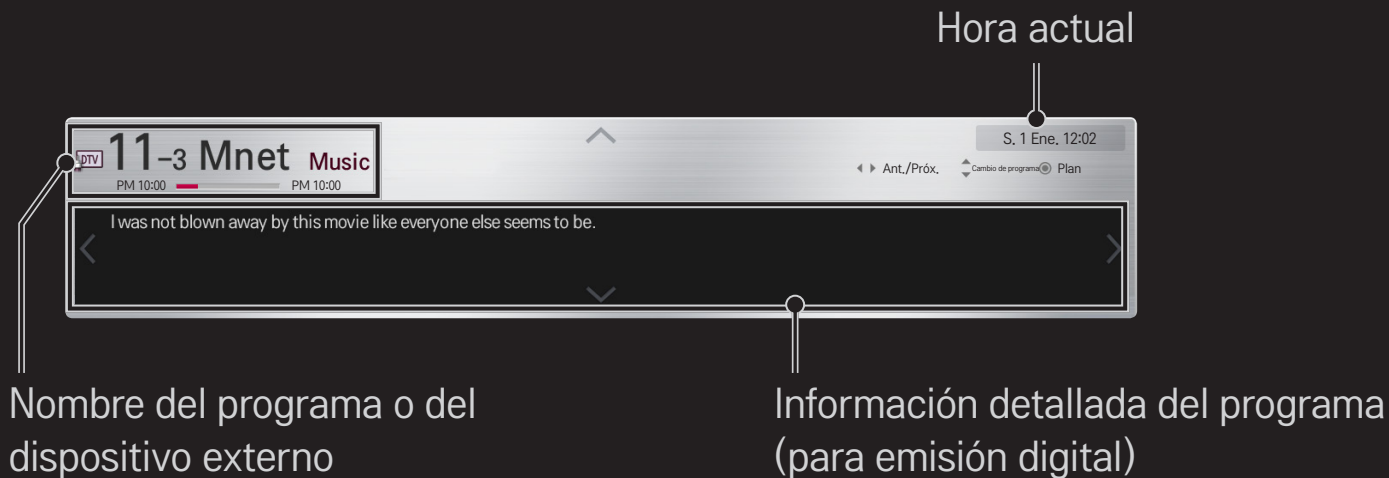 Hora actual
S. 1 Ene. 12:02
DTV 11-3 Mnet Music
◀ ▶ Ant./Próx. Cambio de programa Plan
PM 10:00 PM 10:00
I was not blown away by this movie like everyone else seems to be.
Nombre del programa o del
dispositivo externo
Información detallada del programa
(para emisión digital)